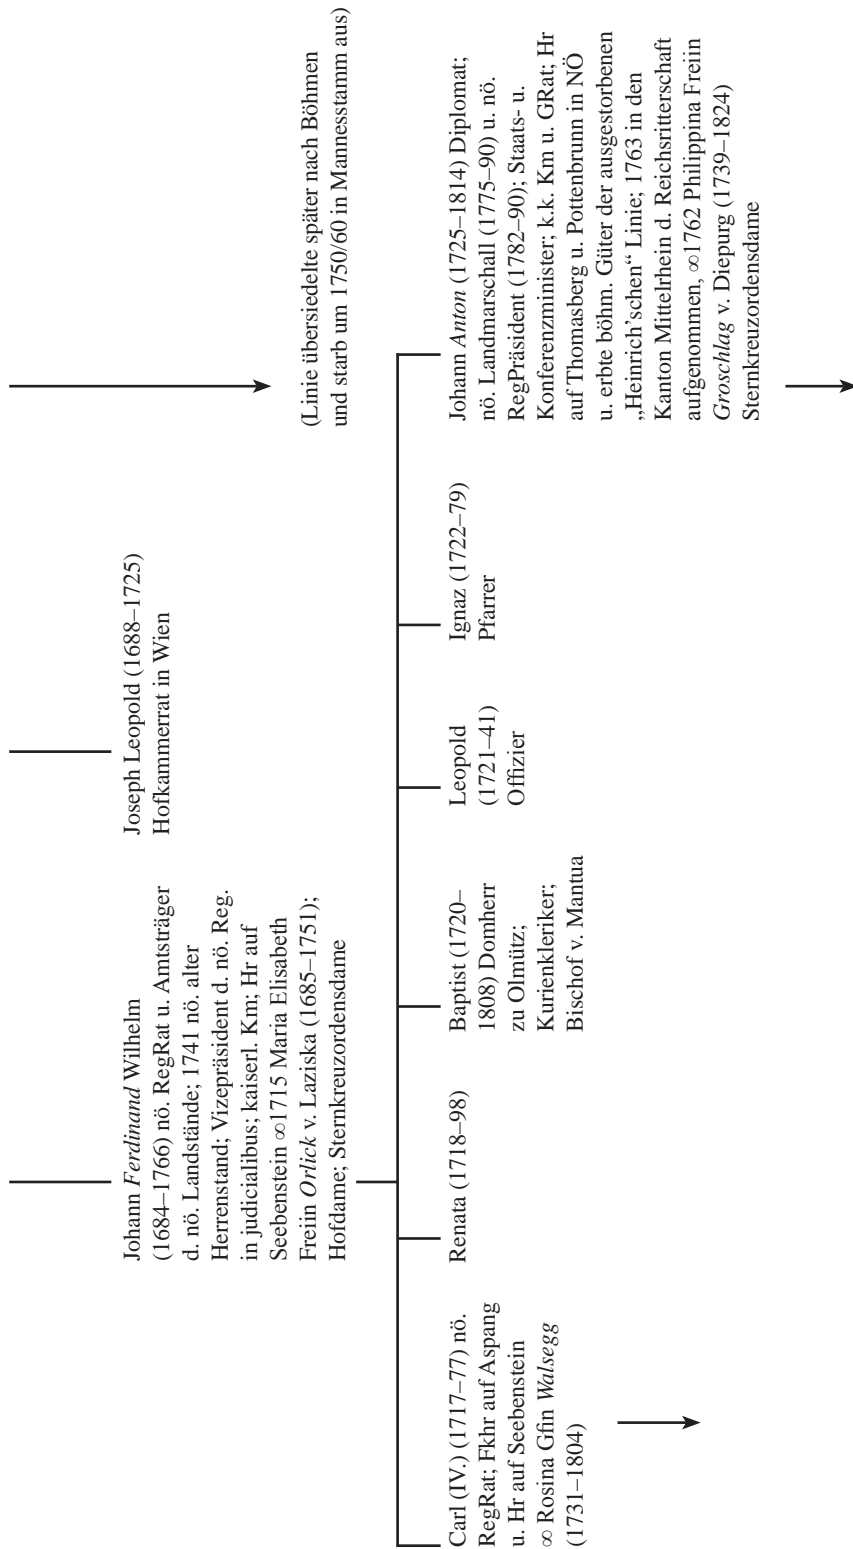 Johann Ferdinand Wilhelm
(1684–1766) nö. RegRat u. Amtsträger
d. nö. Landstände; 1741 nö. alter
Herrenstand; Vizepräsident d. nö. Reg.
in judicialibus; kaiserl. Km; Hr auf
Seebenstein ∞1715 Maria Elisabeth
Freiin Orlick v. Laziska (1685–1751);
Hofdame; Sternkreuzordensdame
Joseph Leopold (1688–1725)
Hofkammerrat in Wien
(Linie übersiedelte später nach Böhmen
und starb um 1750/60 in Mannesstamm aus)
Carl (IV.) (1717–77) nö.
RegRat; Fkhr auf Aspang
u. Hr auf Seebenstein
∞ Rosina Gfin Walsegg
(1731–1804)
Renata (1718–98)
Baptist (1720–
1808) Domherr
zu Olmütz;
Kurienkleriker;
Bischof v. Mantua
Leopold
(1721–41)
Offizier
Ignaz (1722–79)
Pfarrer
Johann Anton (1725–1814) Diplomat;
nö. Landmarschall (1775–90) u. nö.
RegPräsident (1782–90); Staats- u.
Konferenzminister; k.k. Km u. GRat; Hr
auf Thomasberg u. Pottenbrunn in NÖ
u. erbte böhm. Güter der ausgestorbenen
„Heinrich’schen“ Linie; 1763 in den
Kanton Mittelrhein d. Reichsritterschaft
aufgenommen, ∞1762 Philippina Freiin
Groschlag v. Diepurg (1739–1824)
Sternkreuzordensdame